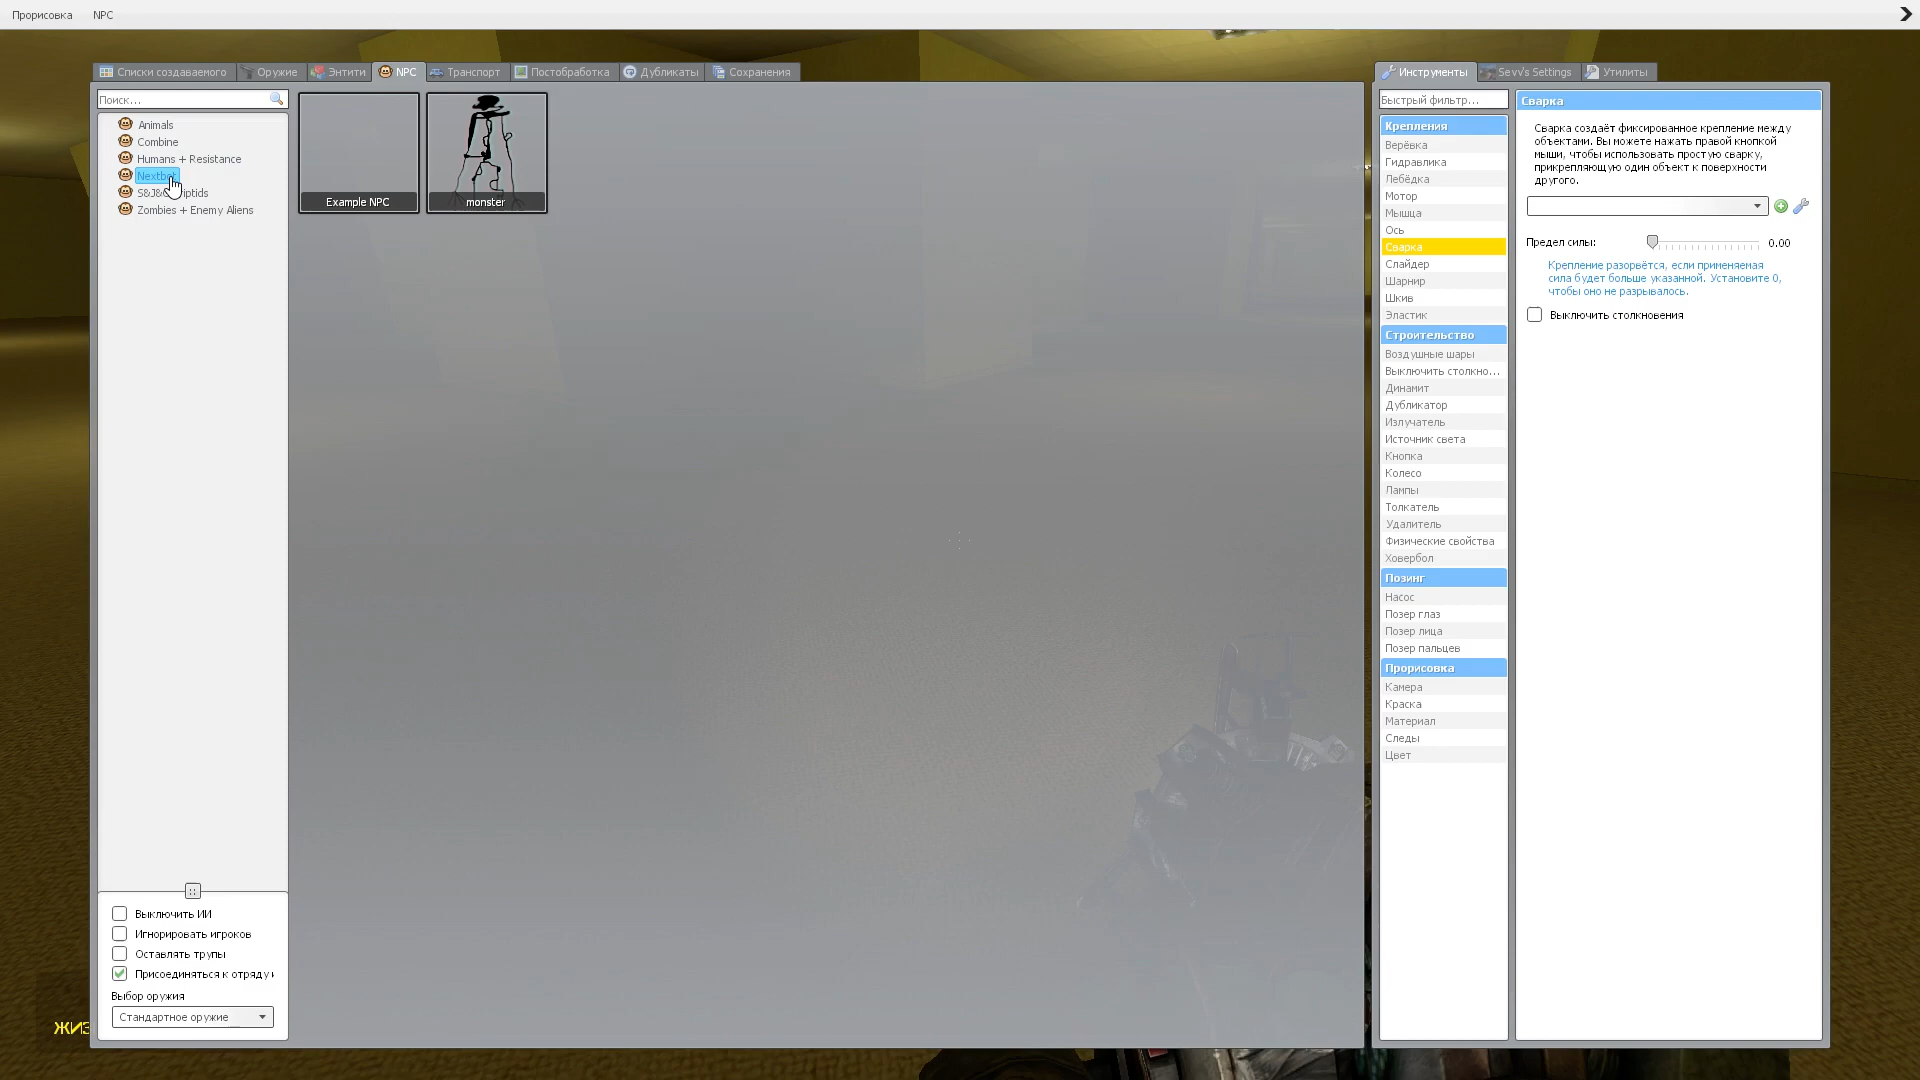 Прорисовка NPC
Списки создаваемого Оружие Энтити NPC Транспорт Постобработка Дубликаты Сохранения
Поиск...
Animals
Combine
Humans + Resistance
Nextbot
Zombies + Enemy Aliens
Example NPC
monster
Выключить ИИ
Игнорировать игроков
Оставлять трупы
Присоединяться к отряду
Выбор оружия
Стандартное оружие
Инструменты Sevv's Settings Утилиты
Быстрый фильтр...
Крепления
Верёвка
Гидравлика
Лебёдка
Мотор
Мышца
Ось
Сварка
Слайдер
Шарнир
Шкив
Эластик
Строительство
Воздушные шары
Выключить столкно...
Динамит
Дубликатор
Излучатель
Источник света
Кнопка
Колесо
Лампы
Толкатель
Удалитель
Физические свойства
Ховербол
Позинг
Насос
Позер глаз
Позер лица
Позер пальцев
Прорисовка
Камера
Краска
Материал
Следы
Цвет
Сварка
Сварка создаёт фиксированное крепление между
объектами. Вы можете нажать правой кнопкой
мыши, чтобы использовать простую сварку,
прикрепляющую один объект к поверхности
другого.
Предел силы: 0.00
Крепление разорвётся, если применяемая
сила будет больше указанной. Установите 0,
чтобы оно не разрывалось.
Выключить столкновения